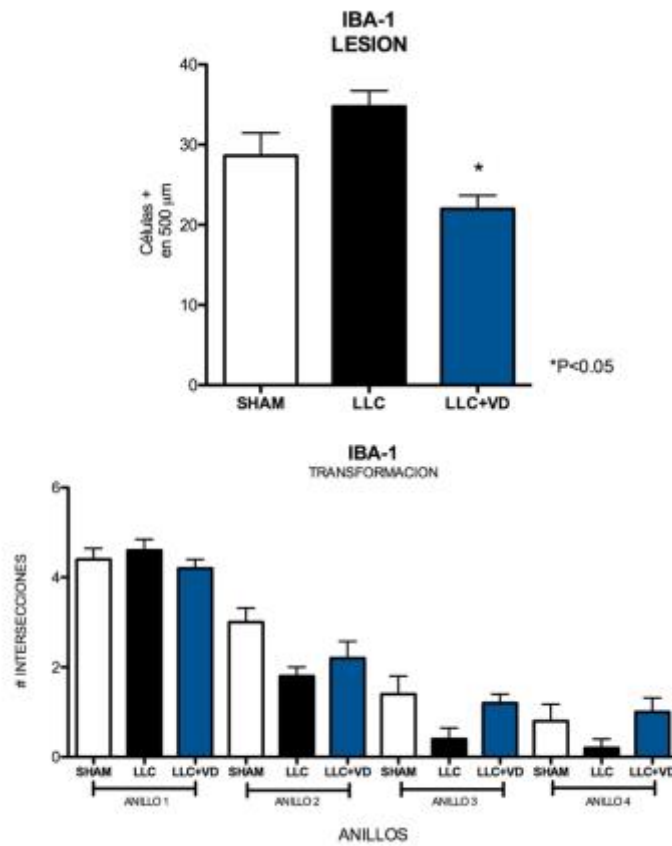 IBA-1
LESION
40
30
20
10
0
Células +
en 500 µm
*
SHAM LLC LLC+VD
*P<0.05
IBA-1
TRANSFORMACION
6
4
2
0
# INTERSECCIONES
SHAM LLC LLC+VD SHAM LLC LLC+VD SHAM LLC LLC+VD SHAM LLC LLC+VD
ANILLO 1 ANILLO 2 ANILLO 3 ANILLO 4
ANILLOS